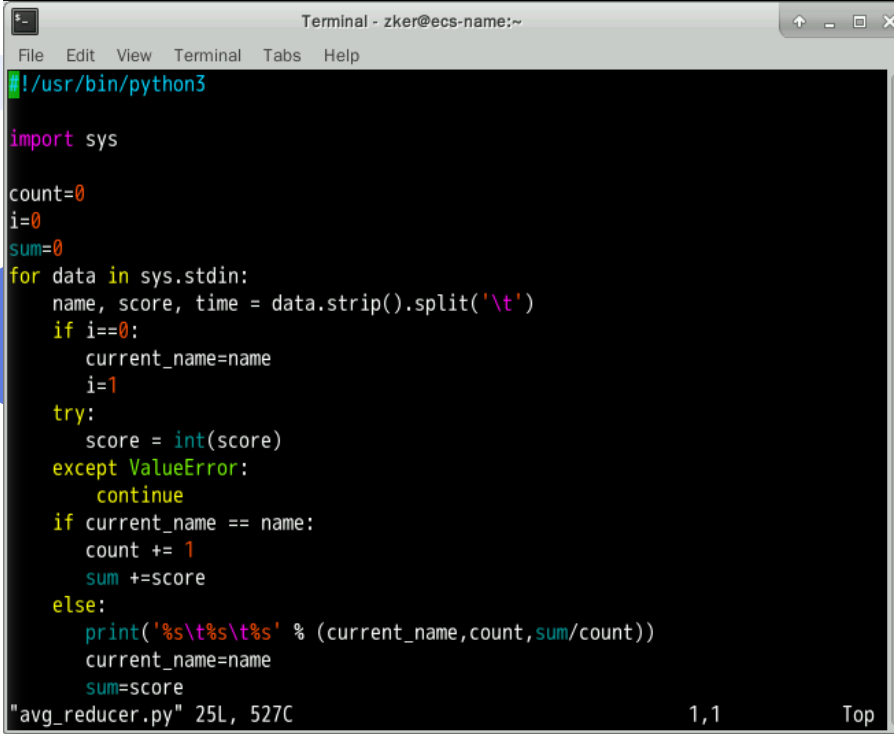 Terminal - zker@ecs-name:~
File Edit View Terminal Tabs Help
#!/usr/bin/python3

import sys

count=0
i=0
sum=0
for data in sys.stdin:
    name, score, time = data.strip().split('\t')
    if i==0:
       current_name=name
       i=1
    try:
       score = int(score)
    except ValueError:
        continue
    if current_name == name:
       count += 1
       sum +=score
    else:
       print('%s\t%s\t%s' % (current_name,count,sum/count))
       current_name=name
       sum=score
"avg_reducer.py" 25L, 527C 1,1 Top